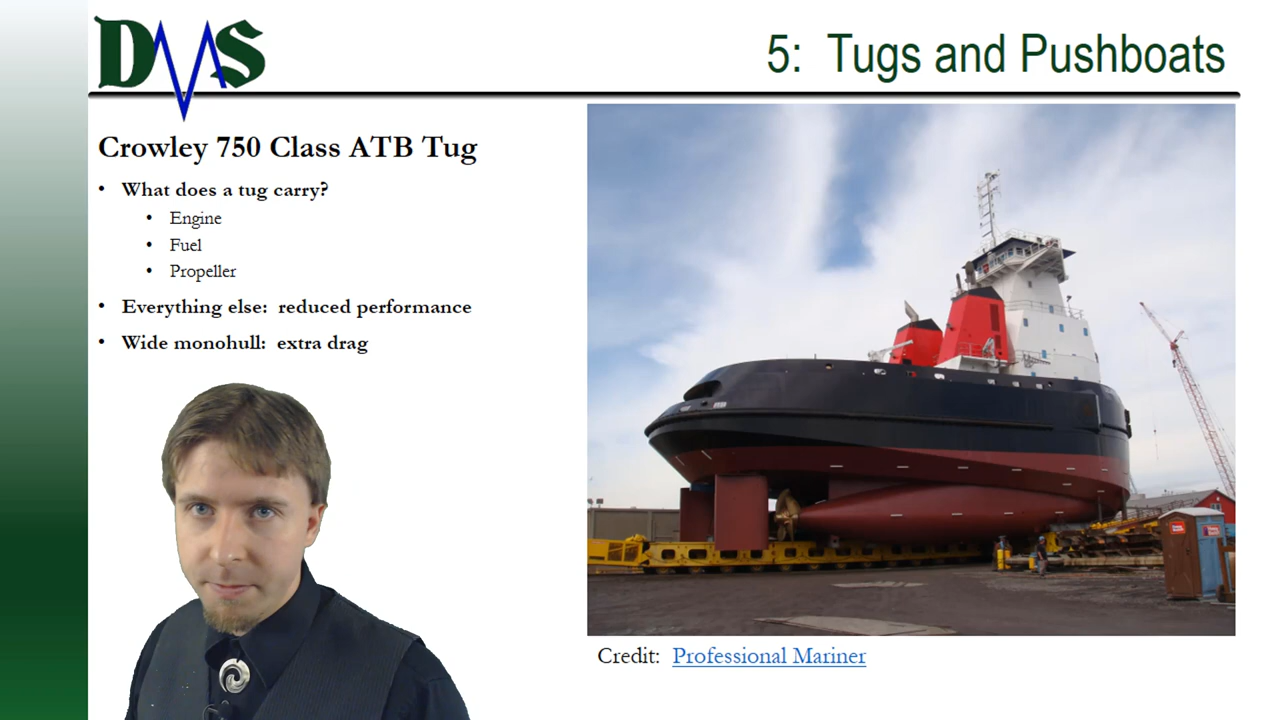 DMS
5: Tugs and Pushboats
Crowley 750 Class ATB Tug
• What does a tug carry?
• Engine
• Fuel
• Propeller
• Everything else: reduced performance
• Wide monohull: extra drag
Credit: Professional Mariner